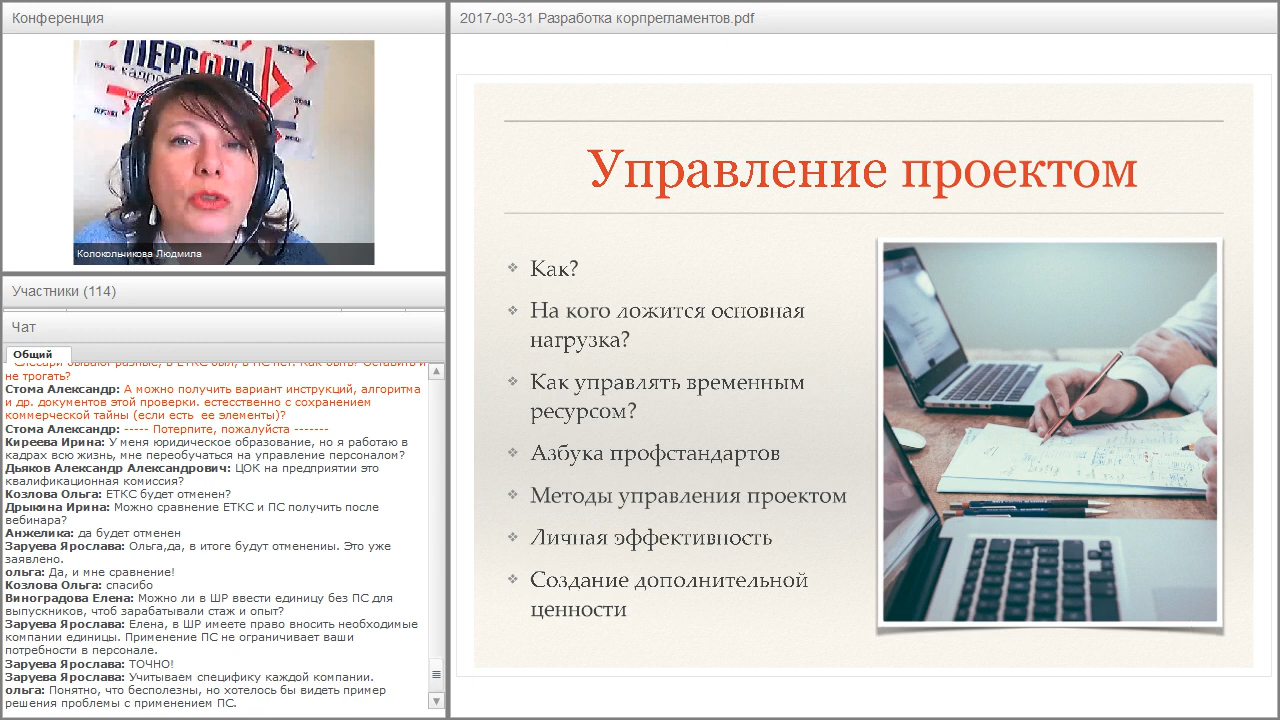 Конференция
ПЕРСОНА
Колокольчикова Людмила
Участники (114)
Чат
Общий
не трогать?
Стома Александр: А можно получить вариант инструкций, алгоритма
и др. документов этой проверки. естественно с сохранением
коммерческой тайны (если есть ее элементы)?
Стома Александр: ----- Потерпите, пожалуйста -------
Киреева Ирина: У меня юридическое образование, но я работаю в
кадрах всю жизнь, мне переобучаться на управление персоналом?
Дьяков Александр Александрович: ЦОК на предприятии это
квалификационная комиссия?
Козлова Ольга: ЕТКС будет отменен?
Дрыкина Ирина: Можно сравнение ЕТКС и ПС получить после
вебинара?
Анжелика: да будет отменен
Заруева Ярослава: Ольга,да, в итоге будут отменены. Это уже
заявлено.
ольга: Да, и мне сравнение!
Козлова Ольга: спасибо
Виноградова Елена: Можно ли в ШР ввести единицу без ПС для
выпускников, чтоб зарабатывали стаж и опыт?
Заруева Ярослава: Елена, в ШР имеете право вносить необходимые
компании единицы. Применение ПС не ограничивает ваши
потребности в персонале.
Заруева Ярослава: ТОЧНО!
Заруева Ярослава: Учитываем специфику каждой компании.
ольга: Понятно, что бесполезны, но хотелось бы видеть пример
решения проблемы с применением ПС.
2017-03-31 Разработка корпрегламентов.pdf
Управление проектом
Как?
На кого ложится основная
нагрузка?
Как управлять временным
ресурсом?
Азбука профстандартов
Методы управления проектом
Личная эффективность
Создание дополнительной
ценности